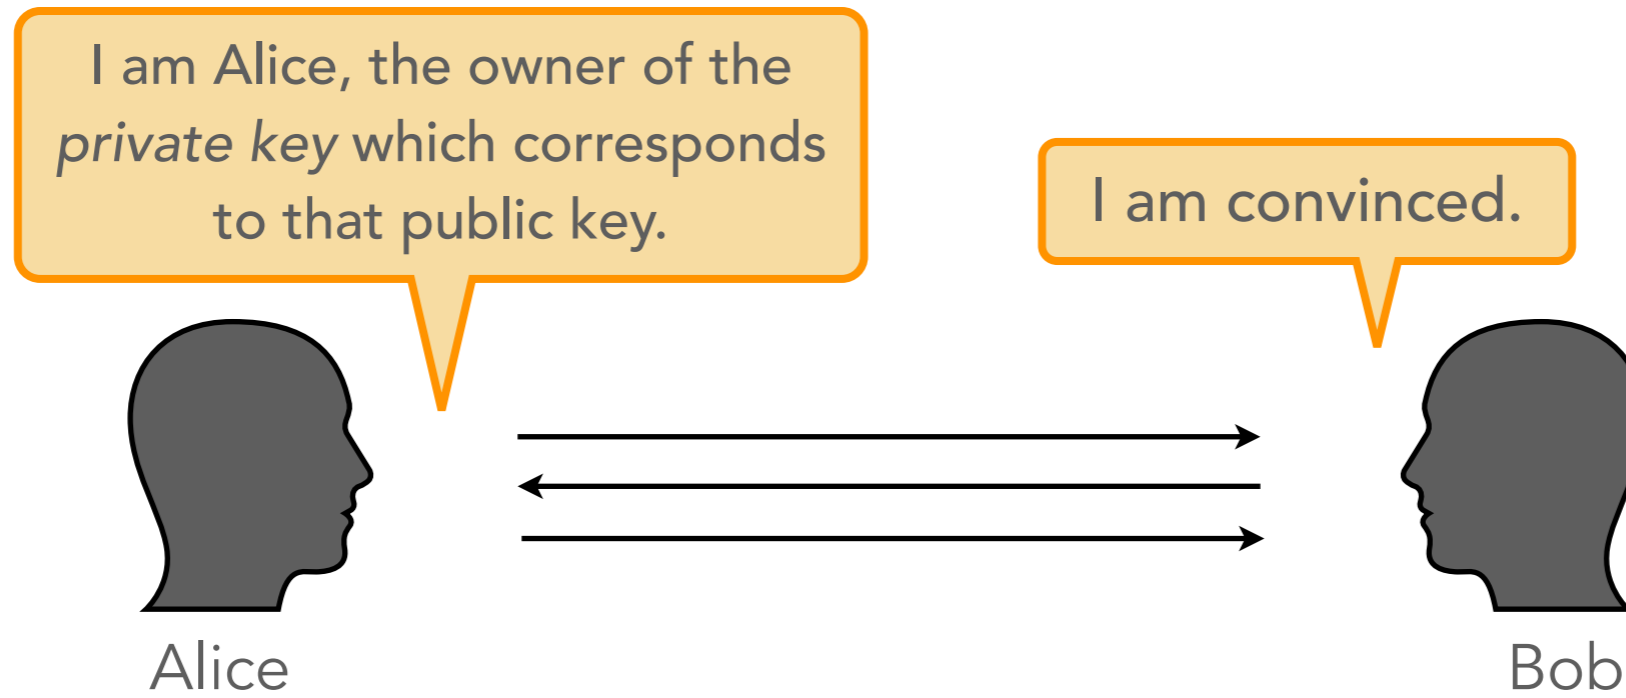 I am Alice, the owner of the
private key which corresponds
to that public key.
I am convinced.
Alice
Bob